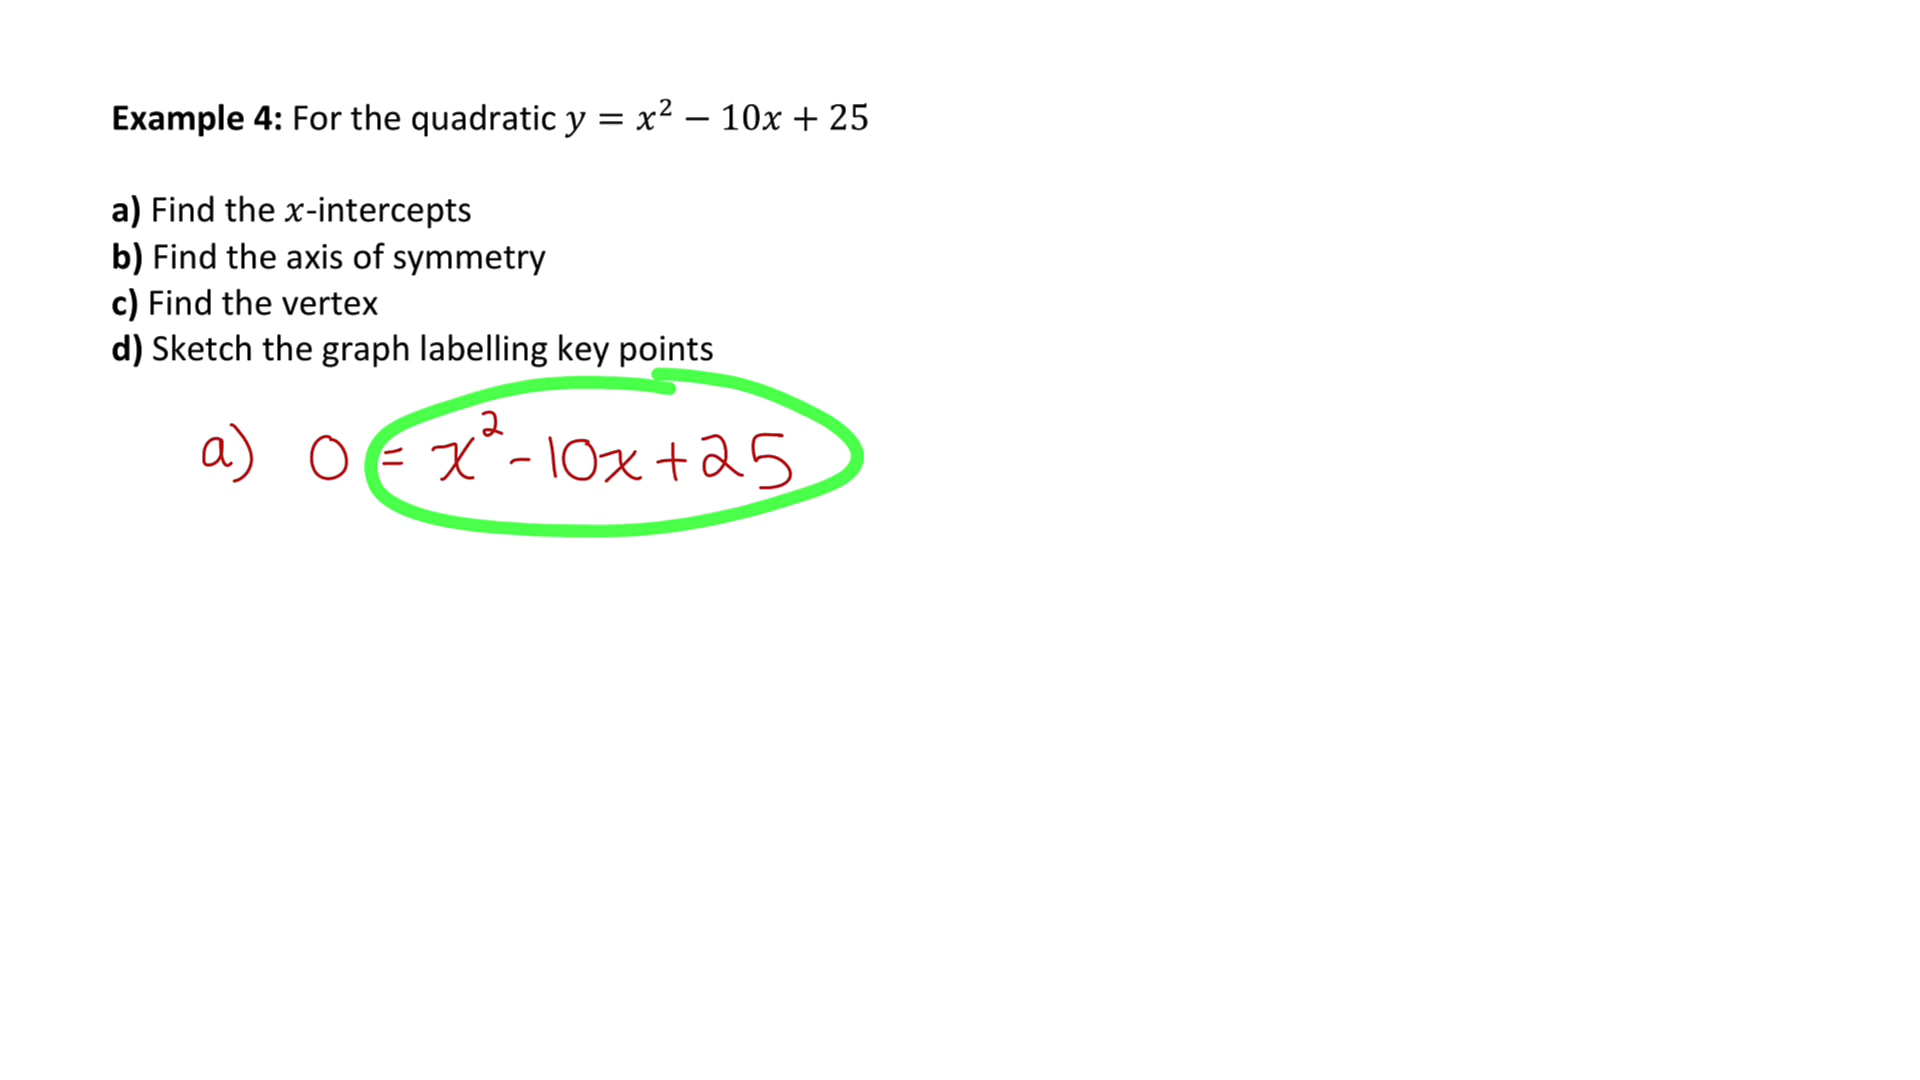 Example 4: For the quadratic y = x² − 10x + 25
a) Find the x-intercepts
b) Find the axis of symmetry
c) Find the vertex
d) Sketch the graph labelling key points
a) 0 = x² - 10x + 25